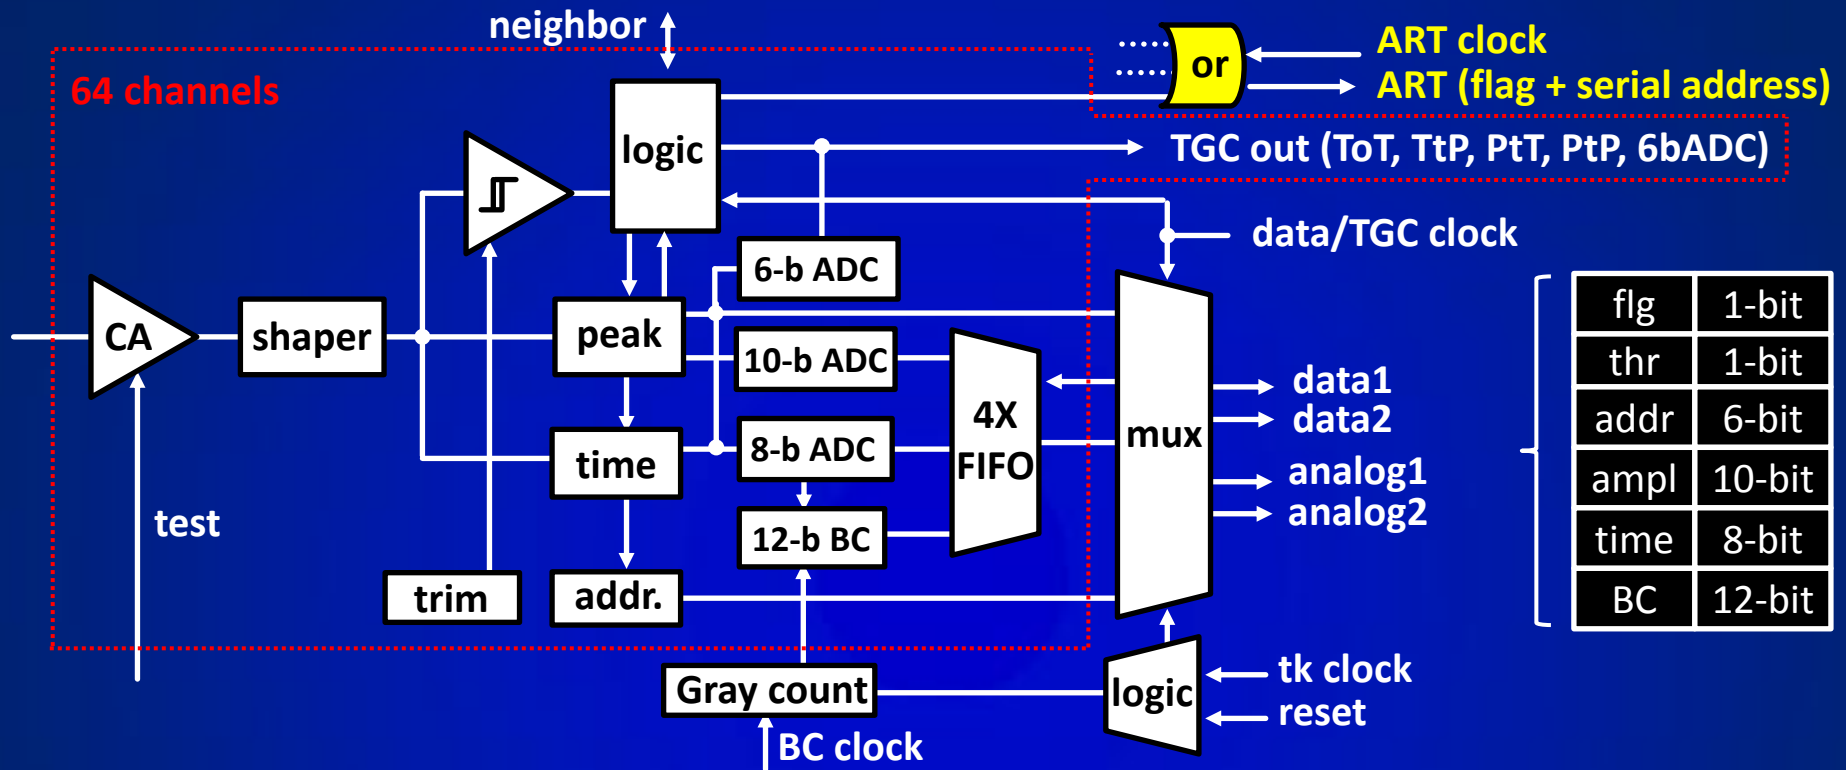 neighbor
64 channels
or
ART clock
ART (flag + serial address)
logic
TGC out (ToT, TtP, PtT, PtP, 6bADC)
data/TGC clock
6-b ADC
CA
shaper
peak
10-b ADC
4X
FIFO
mux
data1
data2
time
8-b ADC
analog1
analog2
test
12-b BC
trim
addr.
Gray count
logic
tk clock
reset
BC clock
flg 1-bit
thr 1-bit
addr 6-bit
ampl 10-bit
time 8-bit
BC 12-bit